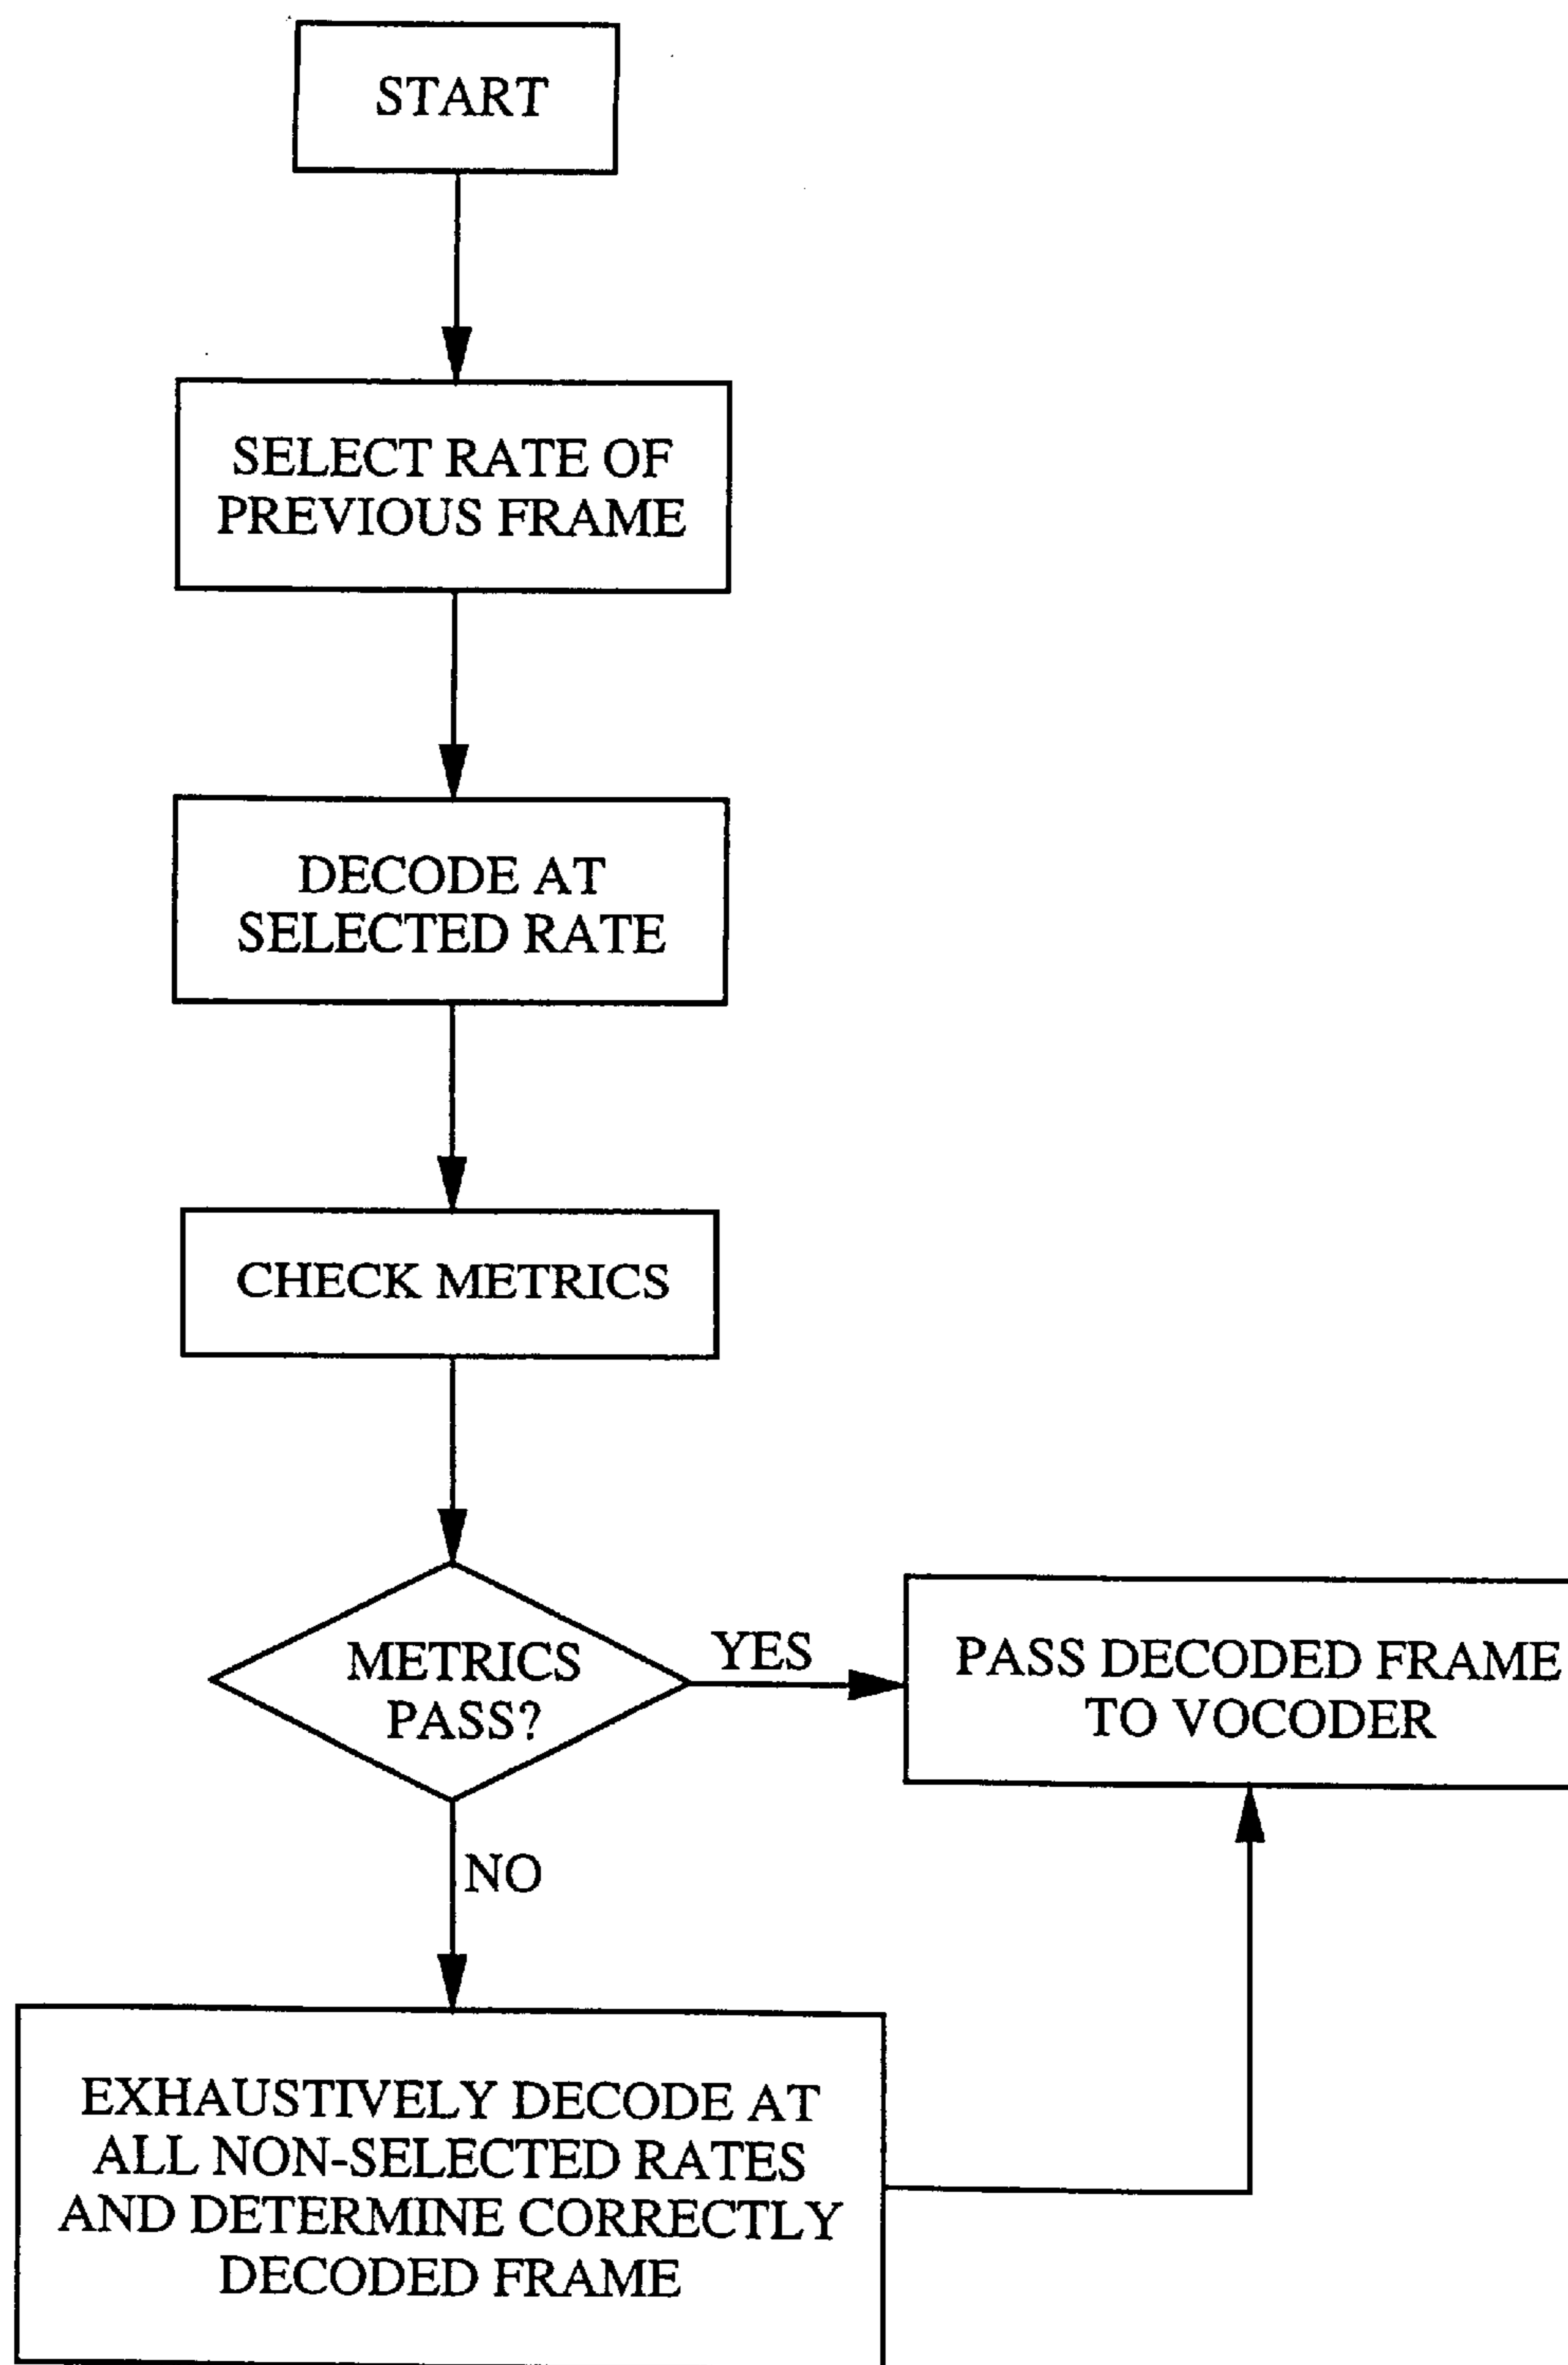 START
SELECT RATE OF
PREVIOUS FRAME
DECODE AT
SELECTED RATE
CHECK METRICS
METRICS
PASS?
YES
PASS DECODED FRAME
TO VOCODER
NO
EXHAUSTIVELY DECODE AT
ALL NON-SELECTED RATES
AND DETERMINE CORRECTLY
DECODED FRAME